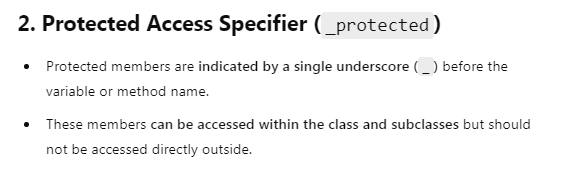 2. Protected Access Specifier (_protected)
• Protected members are indicated by a single underscore (_) before the
variable or method name.
• These members can be accessed within the class and subclasses but should
not be accessed directly outside.